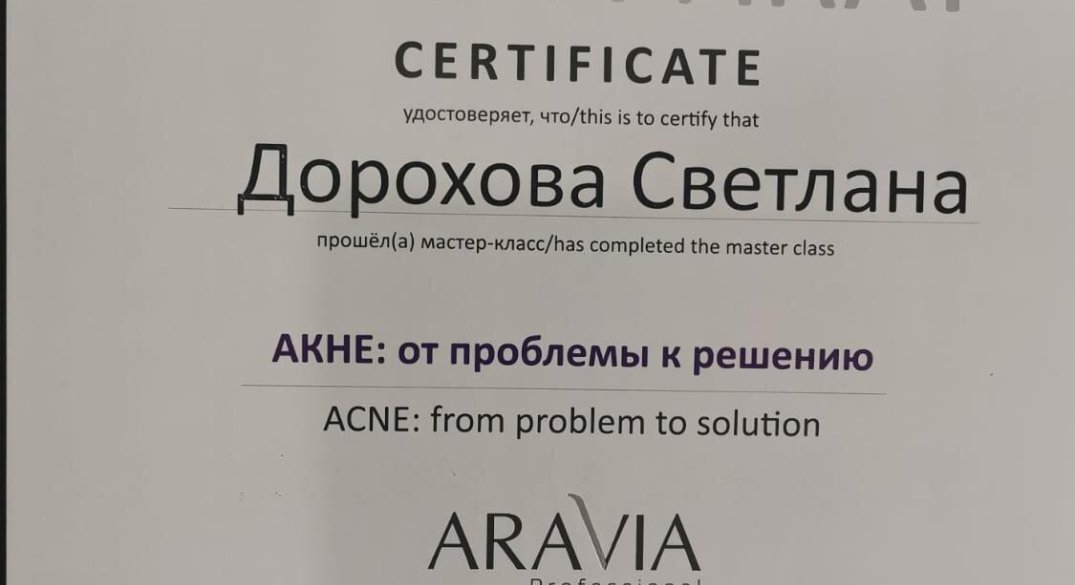 CERTIFICATE
удостоверяет, что/this is to certify that
Дорохова Светлана
прошёл(а) мастер-класс/has completed the master class
АКНЕ: от проблемы к решению
ACNE: from problem to solution
ARAVIA
Professional